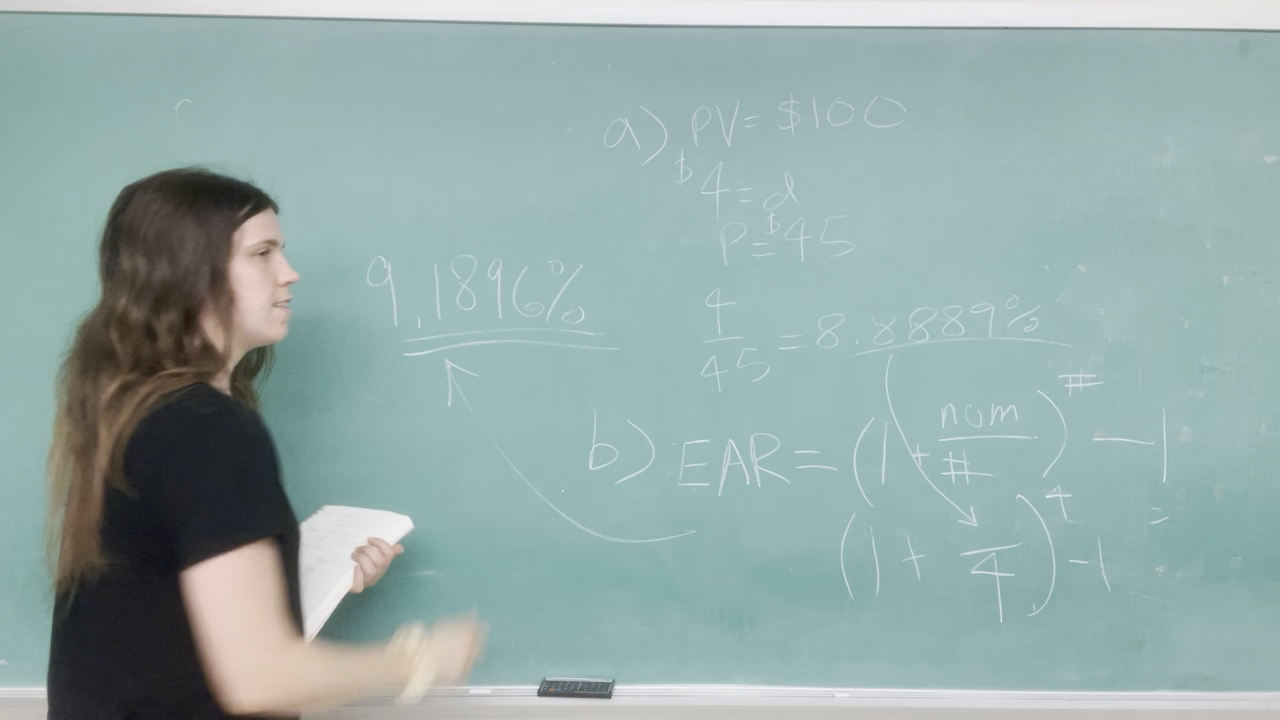 a) PV = $100
$4 = d
P = $45
4/45 = 8.8889%
b) EAR = (1 + nom/#)^# - 1
(1 + /4)^4 - 1 =
9.1896%